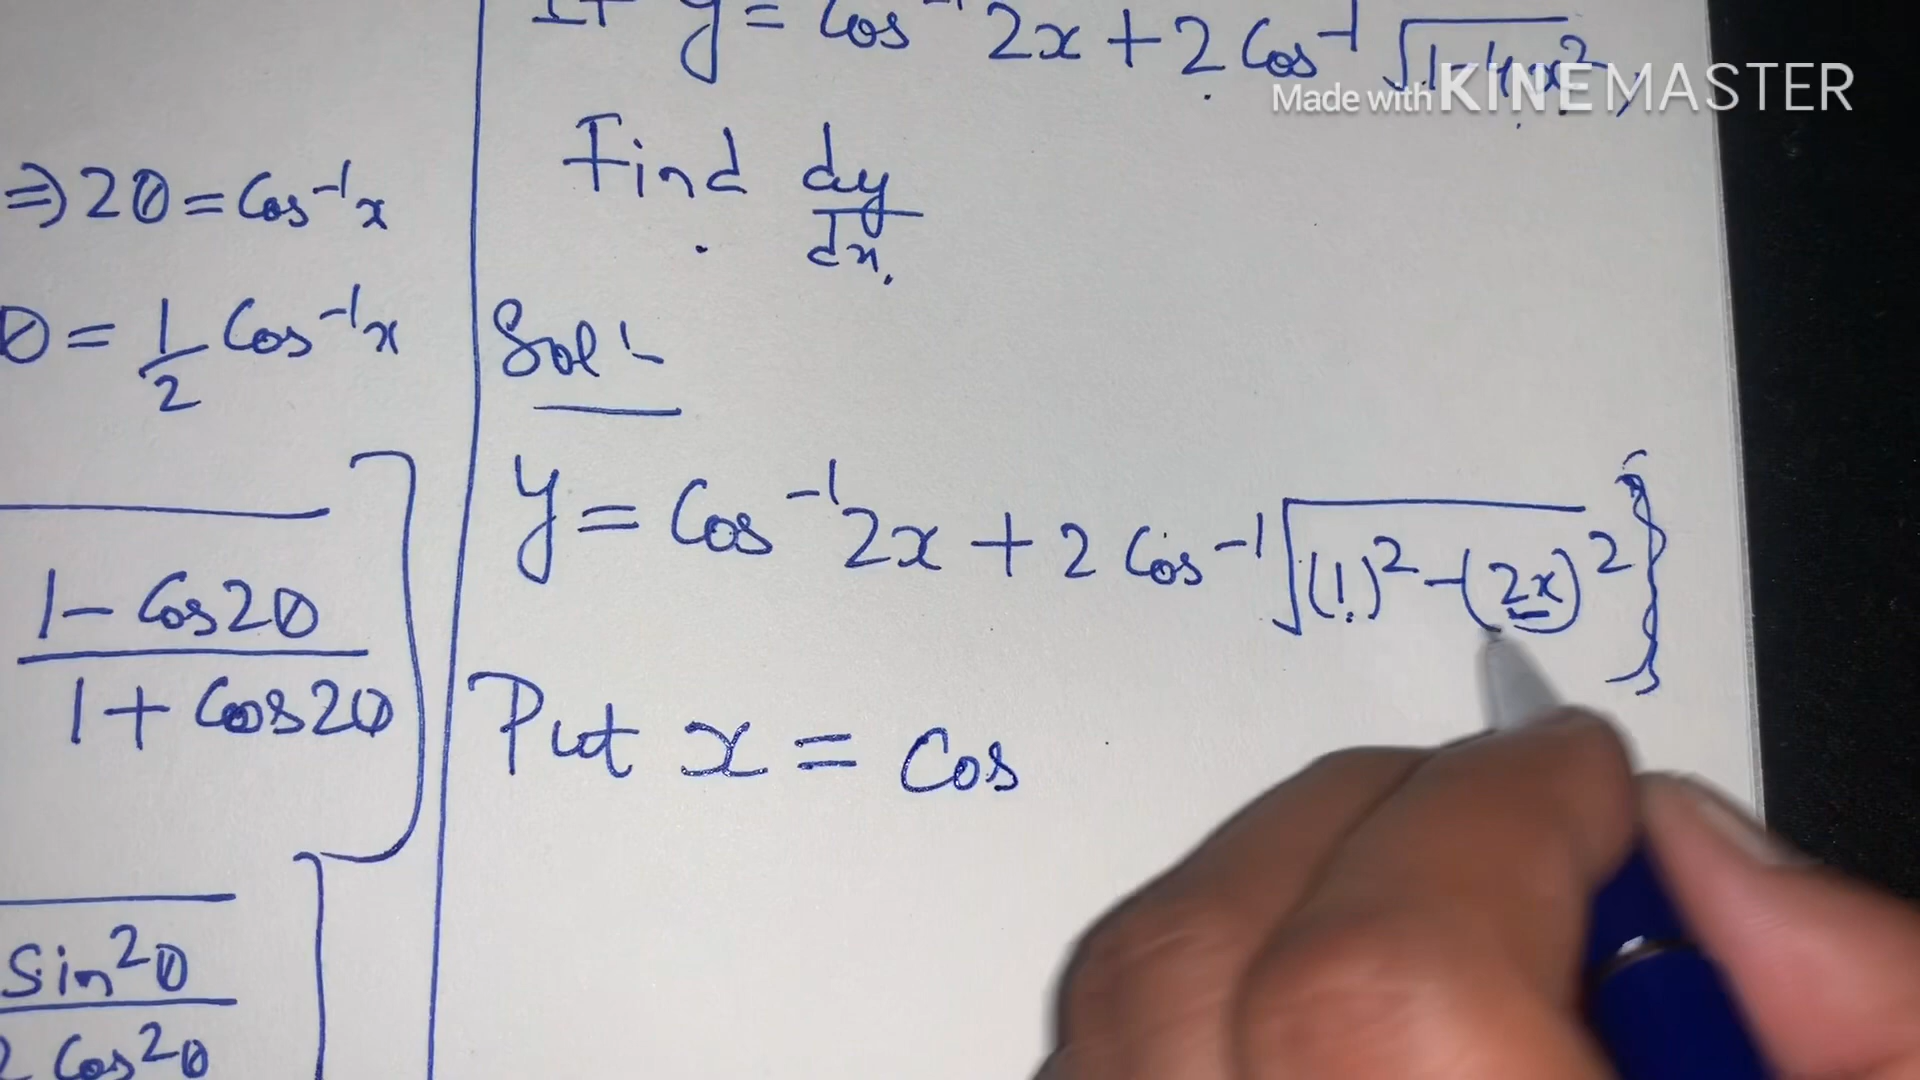 ⇒ 2θ = Cos⁻¹x
θ = 1/2 Cos⁻¹x
1 - Cos2θ
1 + Cos2θ
Sin²θ
2 Cos²θ
If y = Cos⁻¹ 2x + 2 Cos⁻¹ √1-4x²,
Made with KINEMASTER
Find dy/dx.
Sol :-
y = Cos⁻¹ 2x + 2 Cos⁻¹ √(1)² - (2x)² }
Put x = Cos